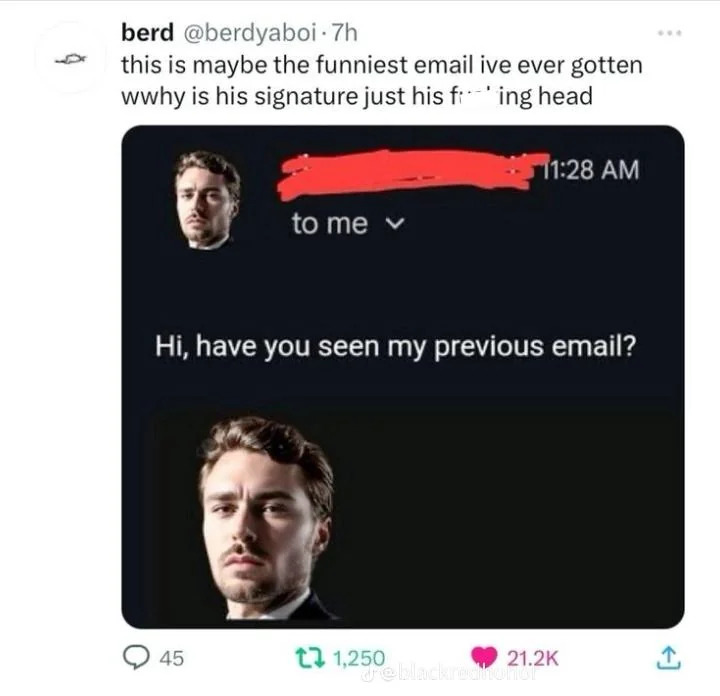 berd @berdyaboi · 7h
this is maybe the funniest email ive ever gotten
wwhy is his signature just his f ing head
11:28 AM
to me
Hi, have you seen my previous email?
45
1,250
21.2K
@blackredhonor